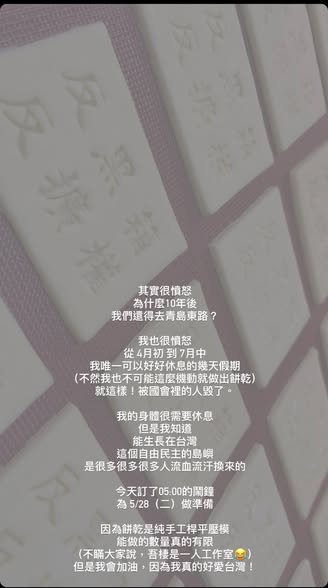 反黑箱
反擴權
反黑箱
反擴權
反黑箱
反擴權
其實很憤怒
為什麼10年後
我們還得去青島東路？
我也很憤怒
從 4月初 到 7月中
我唯一可以好好休息的幾天假期
（不然我也不可能這麼機動就做出餅乾）
就這樣！被國會裡的人毀了。
我的身體很需要休息
但是我知道
能生長在台灣
這個自由民主的島嶼
是很多很多很多人流血流汗換來的
今天訂了05:00的鬧鐘
為 5/28（二）做準備
因為餅乾是純手工桿平壓模
能做的數量真的有限
（不瞞大家說，吾棲是一人工作室😂）
但是我會加油，因為我真的好愛台灣！